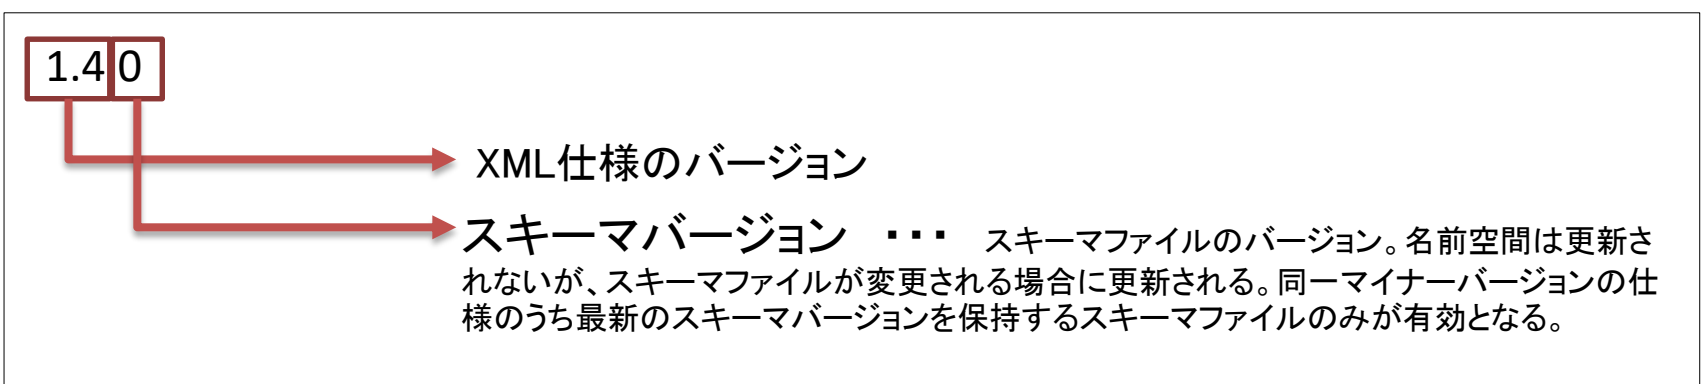 1.40
XML仕様のバージョン
スキーマバージョン ・・・ スキーマファイルのバージョン。名前空間は更新さ
れないが、スキーマファイルが変更される場合に更新される。同一マイナーバージョンの仕
様のうち最新のスキーマバージョンを保持するスキーマファイルのみが有効となる。